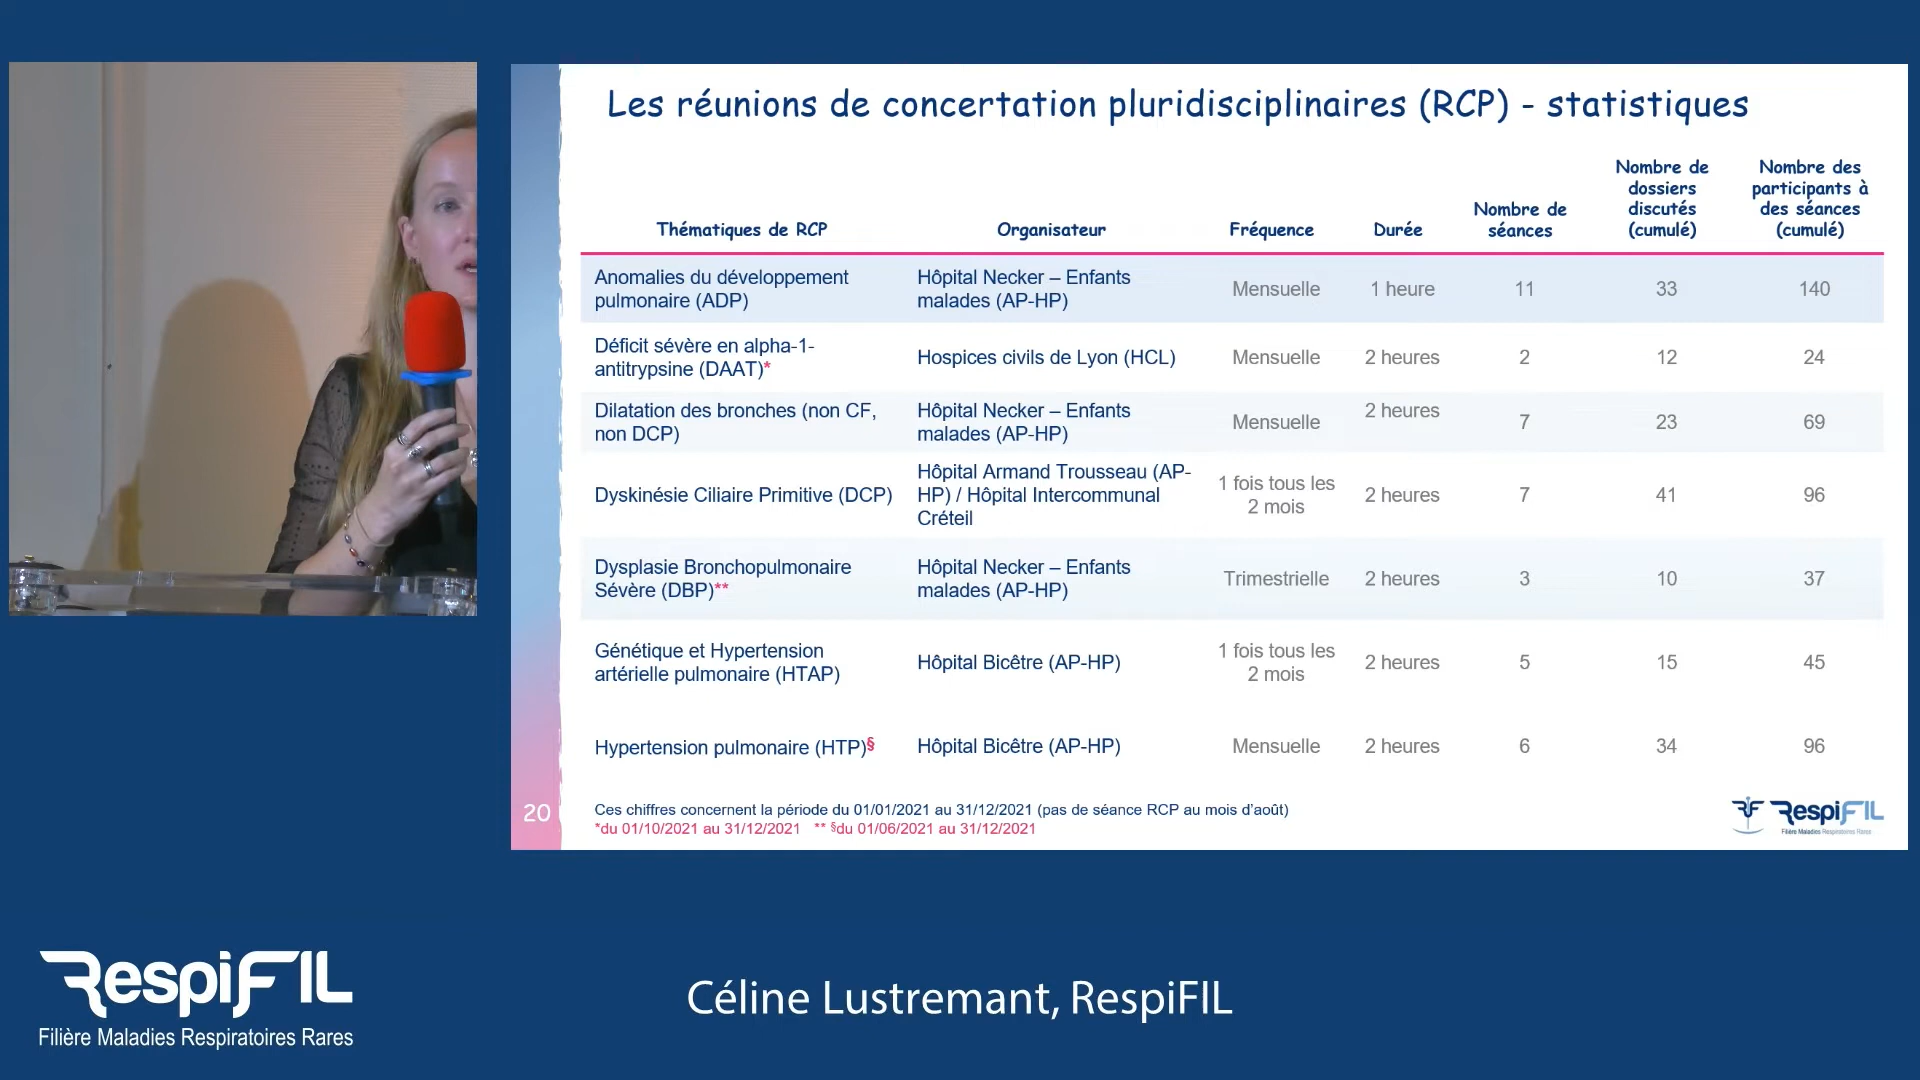 Les réunions de concertation pluridisciplinaires (RCP) - statistiques
Thématiques de RCP
Organisateur
Fréquence
Durée
Nombre de
séances
Nombre de
dossiers
discutés
(cumulé)
Nombre des
participants à
des séances
(cumulé)
Anomalies du développement
pulmonaire (ADP)
Hôpital Necker – Enfants
malades (AP-HP)
Mensuelle
1 heure
11
33
140
Déficit sévère en alpha-1-
antitrypsine (DAAT)*
Hospices civils de Lyon (HCL)
Mensuelle
2 heures
2
12
24
Dilatation des bronches (non CF,
non DCP)
Hôpital Necker – Enfants
malades (AP-HP)
Mensuelle
2 heures
7
23
69
Dyskinésie Ciliaire Primitive (DCP)
Hôpital Armand Trousseau (AP-
HP) / Hôpital Intercommunal
Créteil
1 fois tous les
2 mois
2 heures
7
41
96
Dysplasie Bronchopulmonaire
Sévère (DBP)**
Hôpital Necker – Enfants
malades (AP-HP)
Trimestrielle
2 heures
3
10
37
Génétique et Hypertension
artérielle pulmonaire (HTAP)
Hôpital Bicêtre (AP-HP)
1 fois tous les
2 mois
2 heures
5
15
45
Hypertension pulmonaire (HTP)§
Hôpital Bicêtre (AP-HP)
Mensuelle
2 heures
6
34
96
20
Ces chiffres concernent la période du 01/01/2021 au 31/12/2021 (pas de séance RCP au mois d'août)
*du 01/10/2021 au 31/12/2021 ** §du 01/06/2021 au 31/12/2021
RespiFIL
Filière Maladies Respiratoires Rares
RespiFIL
Filière Maladies Respiratoires Rares
Céline Lustremant, RespiFIL